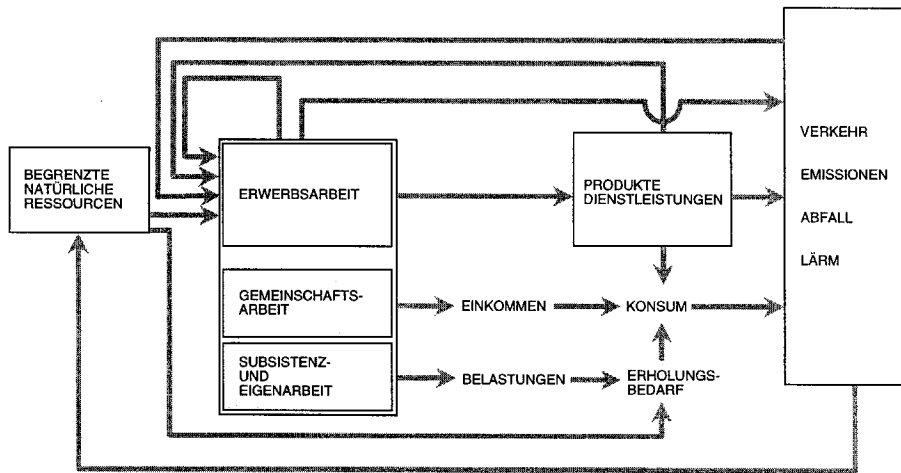 BEGRENZTE
NATÜRLICHE
RESSOURCEN
ERWERBSARBEIT
GEMEINSCHAFTS-
ARBEIT
SUBSISTENZ-
UND
EIGENARBEIT
EINKOMMEN
BELASTUNGEN
PRODUKTE
DIENSTLEISTUNGEN
KONSUM
ERHOLUNGS-
BEDARF
VERKEHR
EMISSIONEN
ABFALL
LÄRM